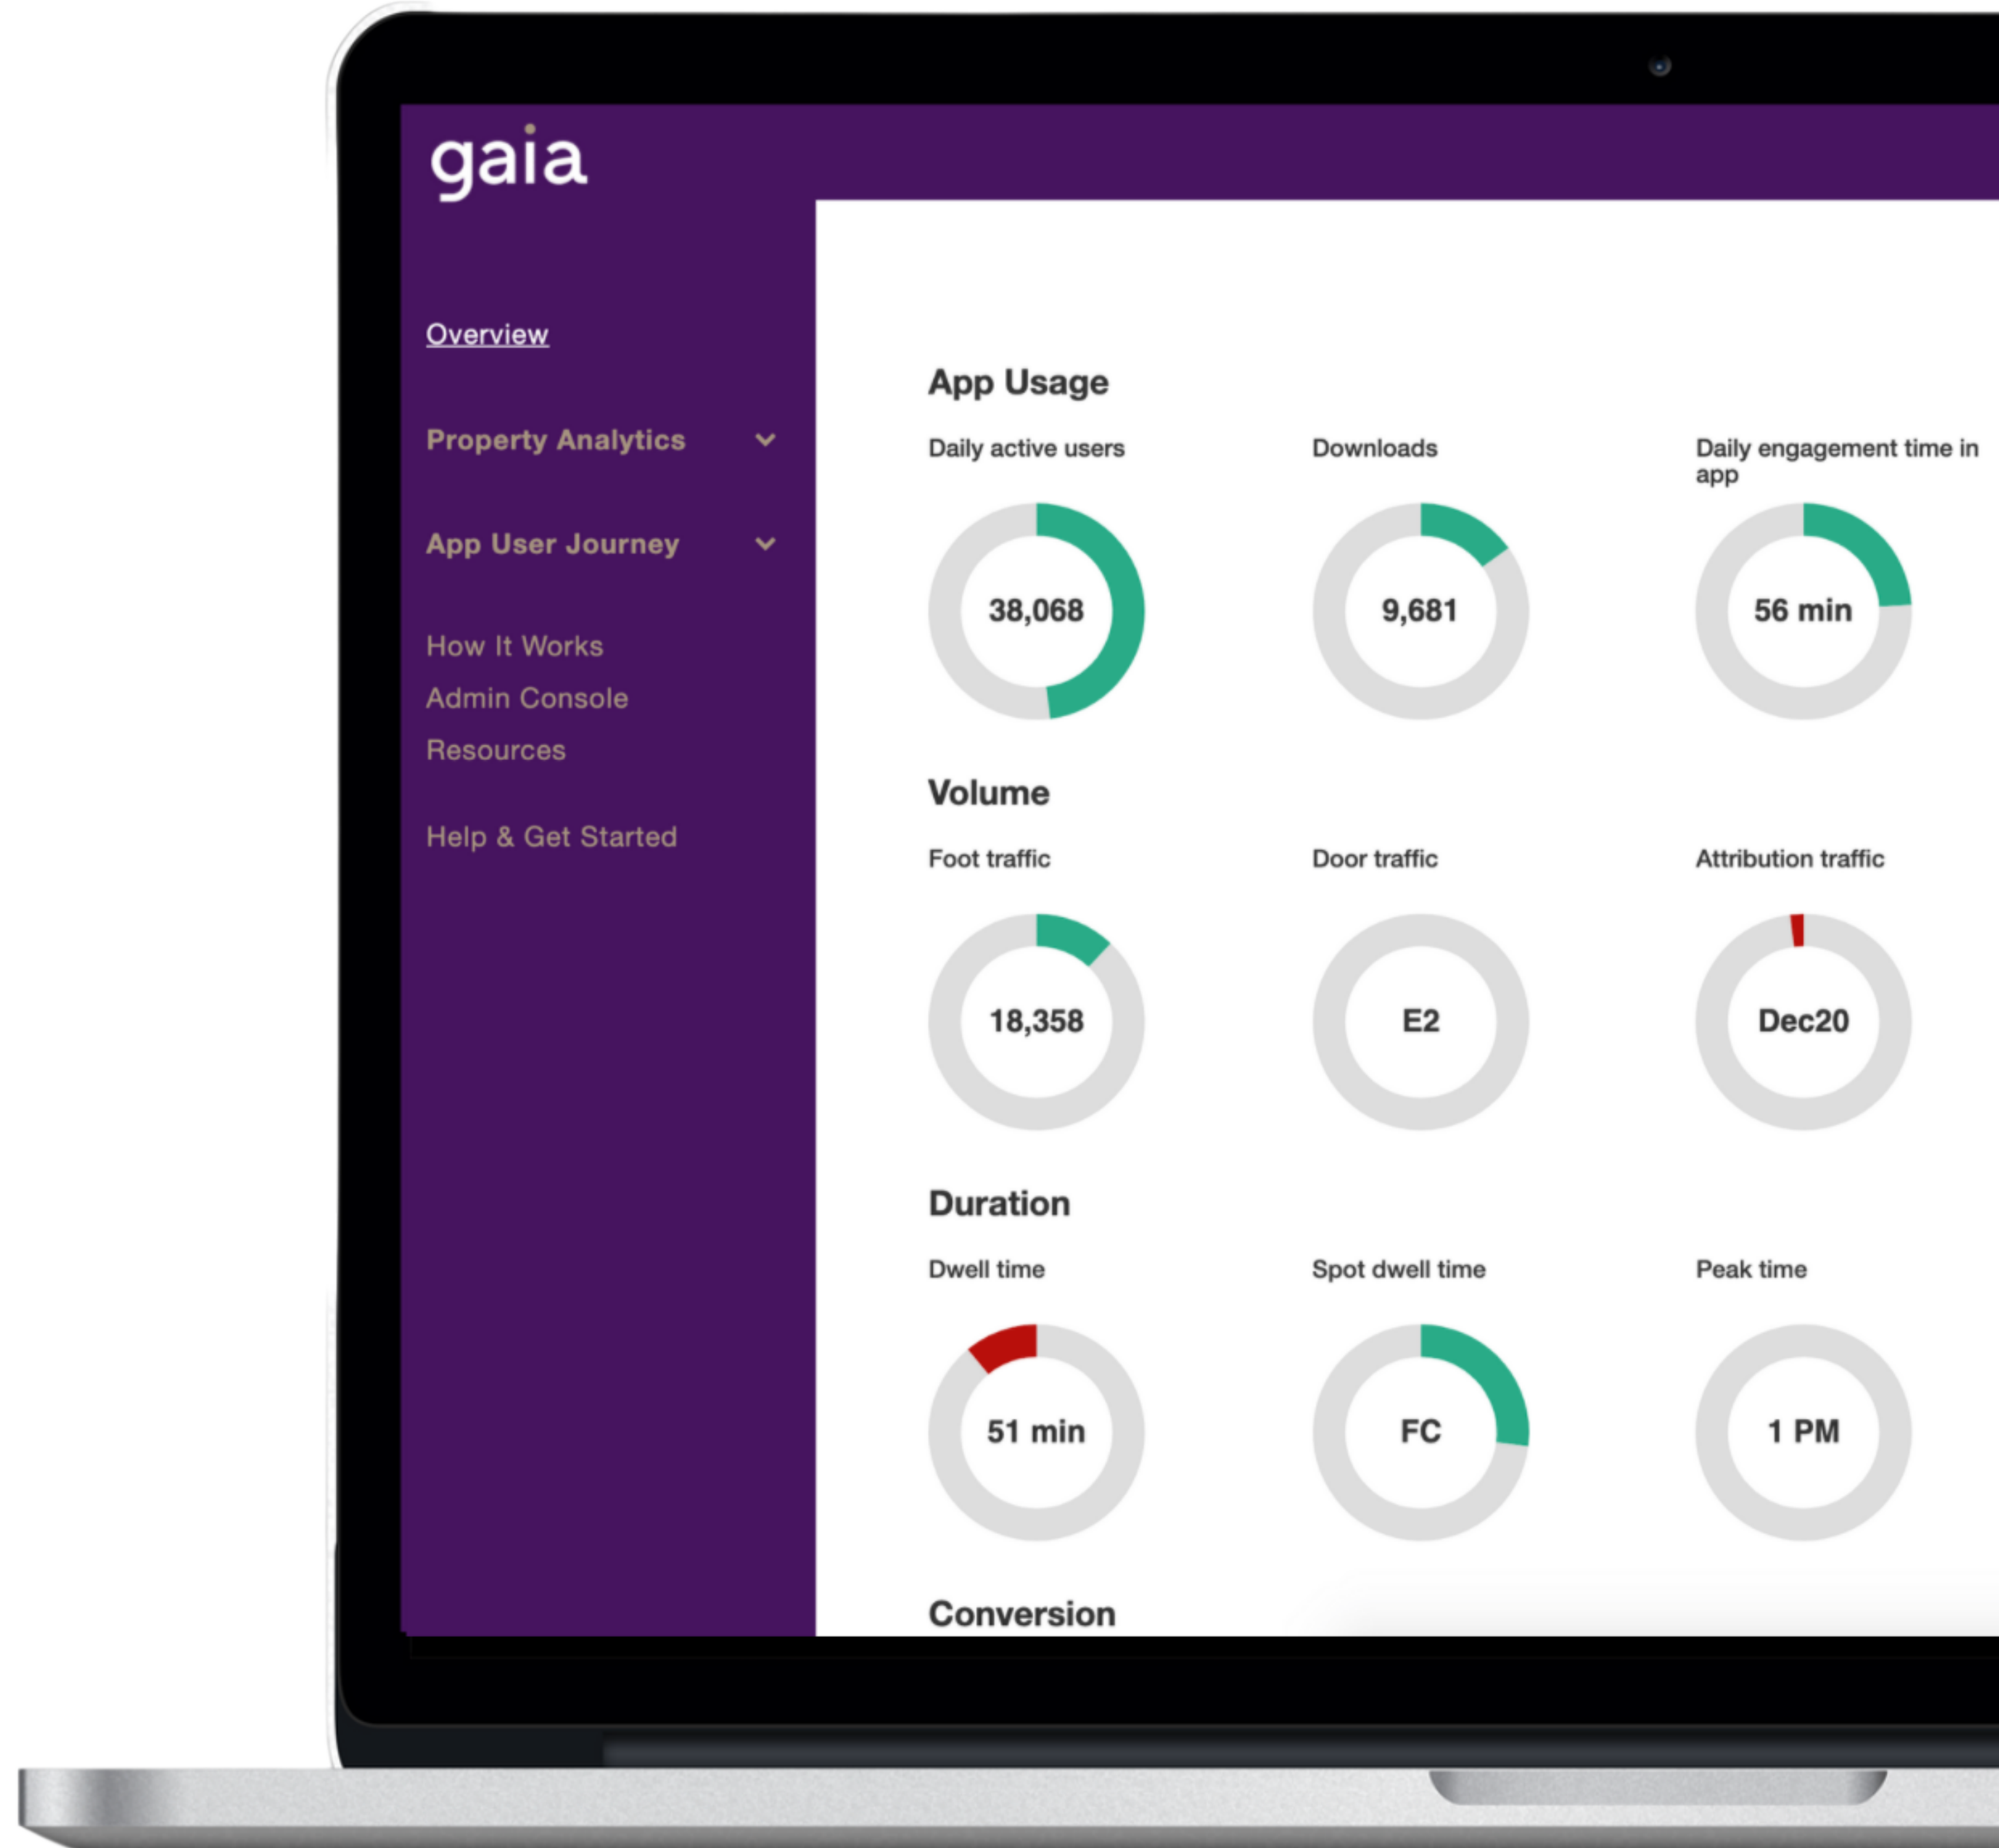 gaia
Overview
Property Analytics
App User Journey
How It Works
Admin Console
Resources
Help & Get Started
App Usage
Daily active users
38,068
Downloads
9,681
Daily engagement time in
app
56 min
Volume
Foot traffic
18,358
Door traffic
E2
Attribution traffic
Dec20
Duration
Dwell time
51 min
Spot dwell time
FC
Peak time
1 PM
Conversion